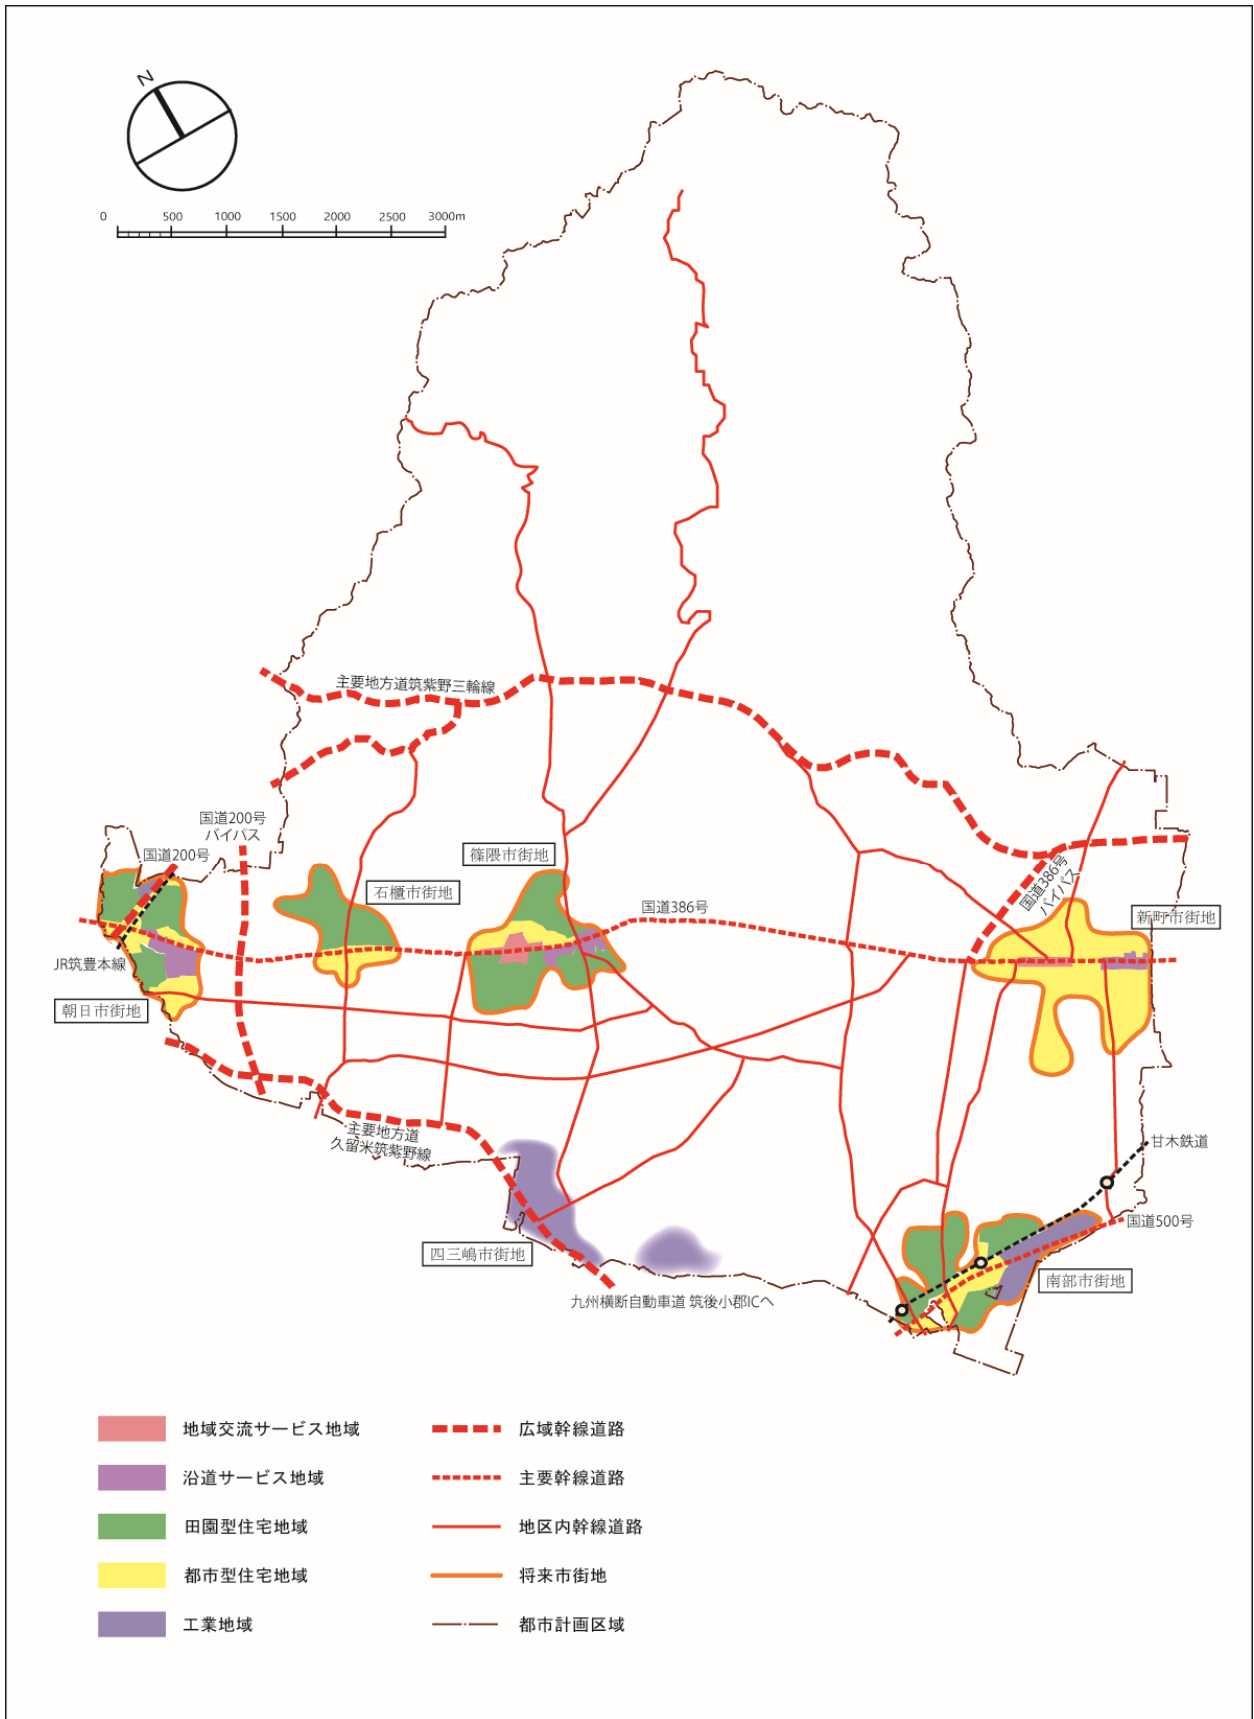 N
0 500 1000 1500 2000 2500 3000m
主要地方道筑紫野三輪線
国道200号
バイパス
国道200号
篠隈市街地
石櫃市街地
国道386号
国道386号
バイパス
新町市街地
JR筑豊本線
朝日市街地
主要地方道
久留米筑紫野線
甘木鉄道
国道500号
四三嶋市街地
南部市街地
九州横断自動車道 筑後小郡ICへ
地域交流サービス地域
沿道サービス地域
田園型住宅地域
都市型住宅地域
工業地域
広域幹線道路
主要幹線道路
地区内幹線道路
将来市街地
都市計画区域